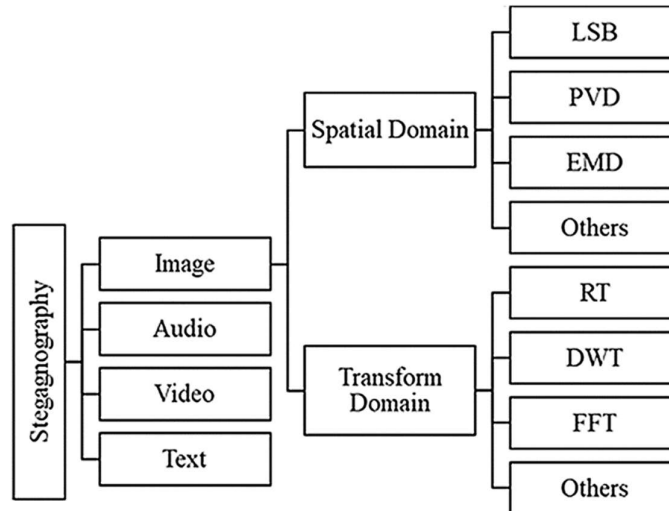 Stegagnography
Image
Audio
Video
Text
Spatial Domain
Transform
Domain
LSB
PVD
EMD
Others
RT
DWT
FFT
Others